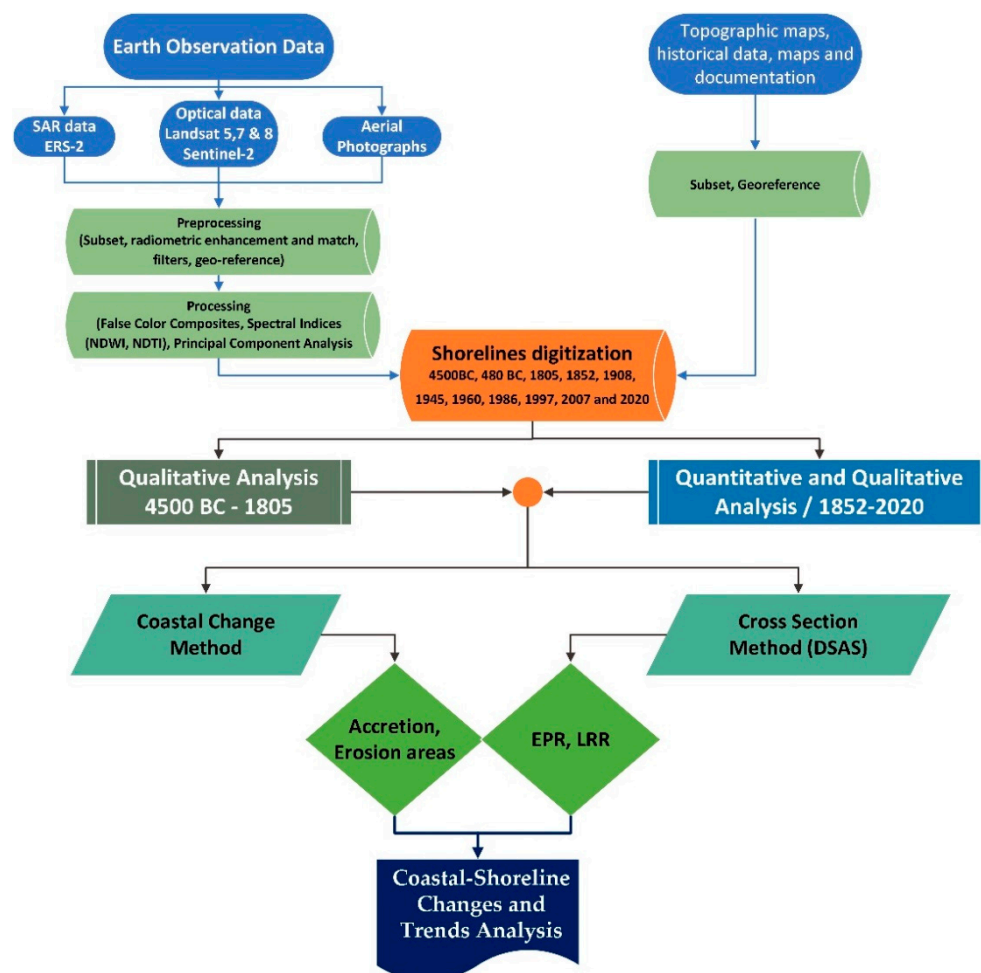 Earth Observation Data
Topographic maps,
historical data, maps and
documentation
SAR data
ERS-2
Optical data
Landsat 5,7 & 8
Sentinel-2
Aerial
Photographs
Subset, Georeference
Preprocessing
(Subset, radiometric enhancement and match,
filters, geo-reference)
Processing
(False Color Composites, Spectral Indices
(NDWI, NDTI), Principal Component Analysis
Shorelines digitization
4500BC, 480 BC, 1805, 1852, 1908,
1945, 1960, 1986, 1997, 2007 and 2020
Qualitative Analysis
4500 BC - 1805
Quantitative and Qualitative
Analysis / 1852-2020
Coastal Change
Method
Cross Section
Method (DSAS)
Accretion,
Erosion areas
EPR, LRR
Coastal-Shoreline
Changes and
Trends Analysis